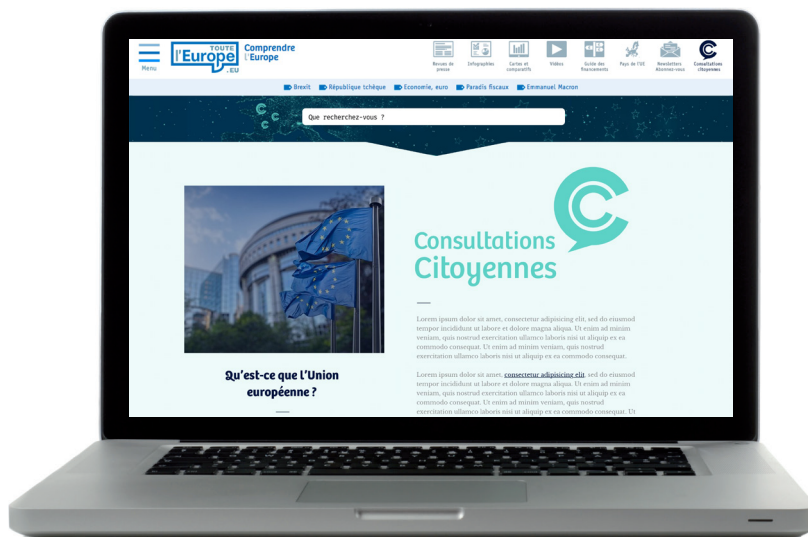 Menu
TOUTE
l'Europe
.EU
Comprendre
l'Europe
Revues de
presse
Infographies
Cartes et
comparatifs
Vidéos
Guide des
financements
Pays de l'UE
Newsletters
Abonnez-vous
Consultations
citoyennes
Brexit République tchèque Economie, euro Paradis fiscaux Emmanuel Macron
Que recherchez-vous ?
Qu'est-ce que l'Union
européenne ?
Consultations
Citoyennes
Lorem ipsum dolor sit amet, consectetur adipisicing elit, sed do eiusmod
tempor incididunt ut labore et dolore magna aliqua. Ut enim ad minim
veniam, quis nostrud exercitation ullamco laboris nisi ut aliquip ex ea
commodo consequat. Ut enim ad minim veniam, quis nostrud
exercitation ullamco laboris nisi ut aliquip ex ea commodo consequat.
Lorem ipsum dolor sit amet, consectetur adipisicing elit, sed do eiusmod
tempor incididunt ut labore et dolore magna aliqua. Ut enim ad minim
veniam, quis nostrud exercitation ullamco laboris nisi ut aliquip ex ea
commodo consequat. Ut enim ad minim veniam, quis nostrud
exercitation ullamco laboris nisi ut aliquip ex ea commodo consequat. Ut